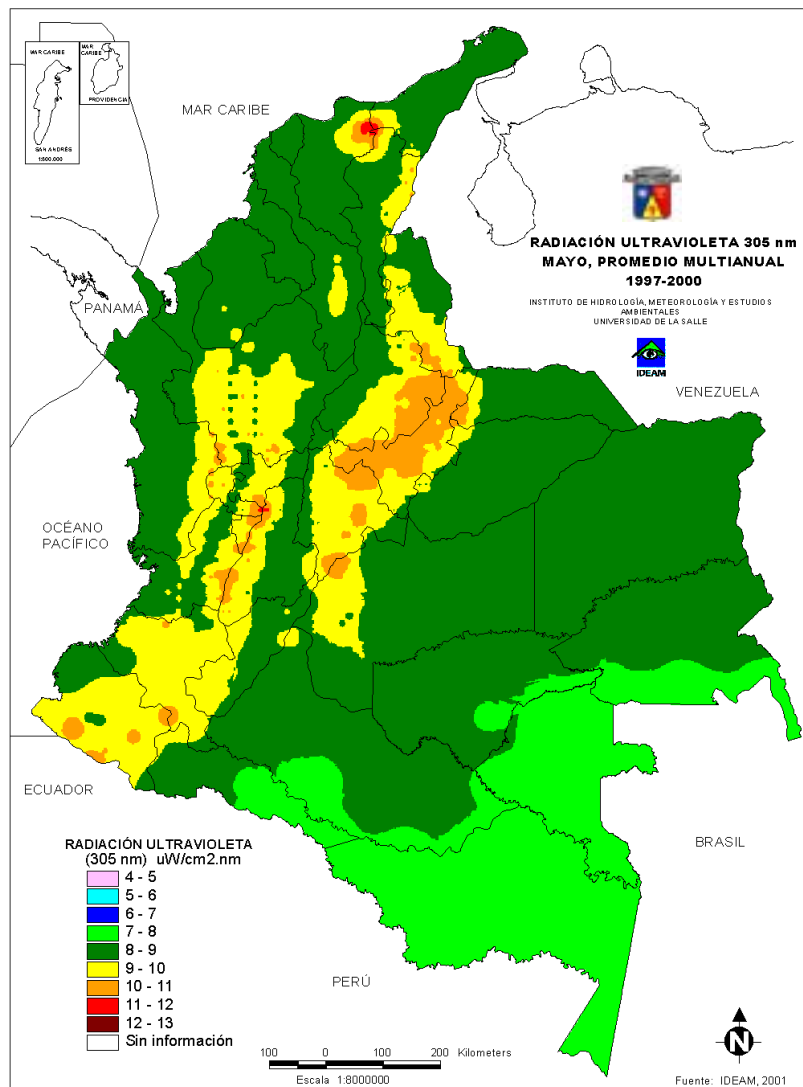 MAR CARIBE
SAN ANDRÉS
1:500.000
MAR
CARIBE
PROVIDENCIA
MAR CARIBE
RADIACIÓN ULTRAVIOLETA 305 nm
MAYO, PROMEDIO MULTIANUAL
1997-2000
INSTITUTO DE HIDROLOGÍA, METEOROLOGÍA Y ESTUDIOS
AMBIENTALES
UNIVERSIDAD DE LA SALLE
IDEAM
PANAMÁ
VENEZUELA
OCÉANO
PACÍFICO
ECUADOR
BRASIL
PERÚ
RADIACIÓN ULTRAVIOLETA
(305 nm) uW/cm2.nm
4 - 5
5 - 6
6 - 7
7 - 8
8 - 9
9 - 10
10 - 11
11 - 12
12 - 13
Sin información
100 0 100 200 Kilometers
Escala 1:8000000
N
Fuente: IDEAM, 2001